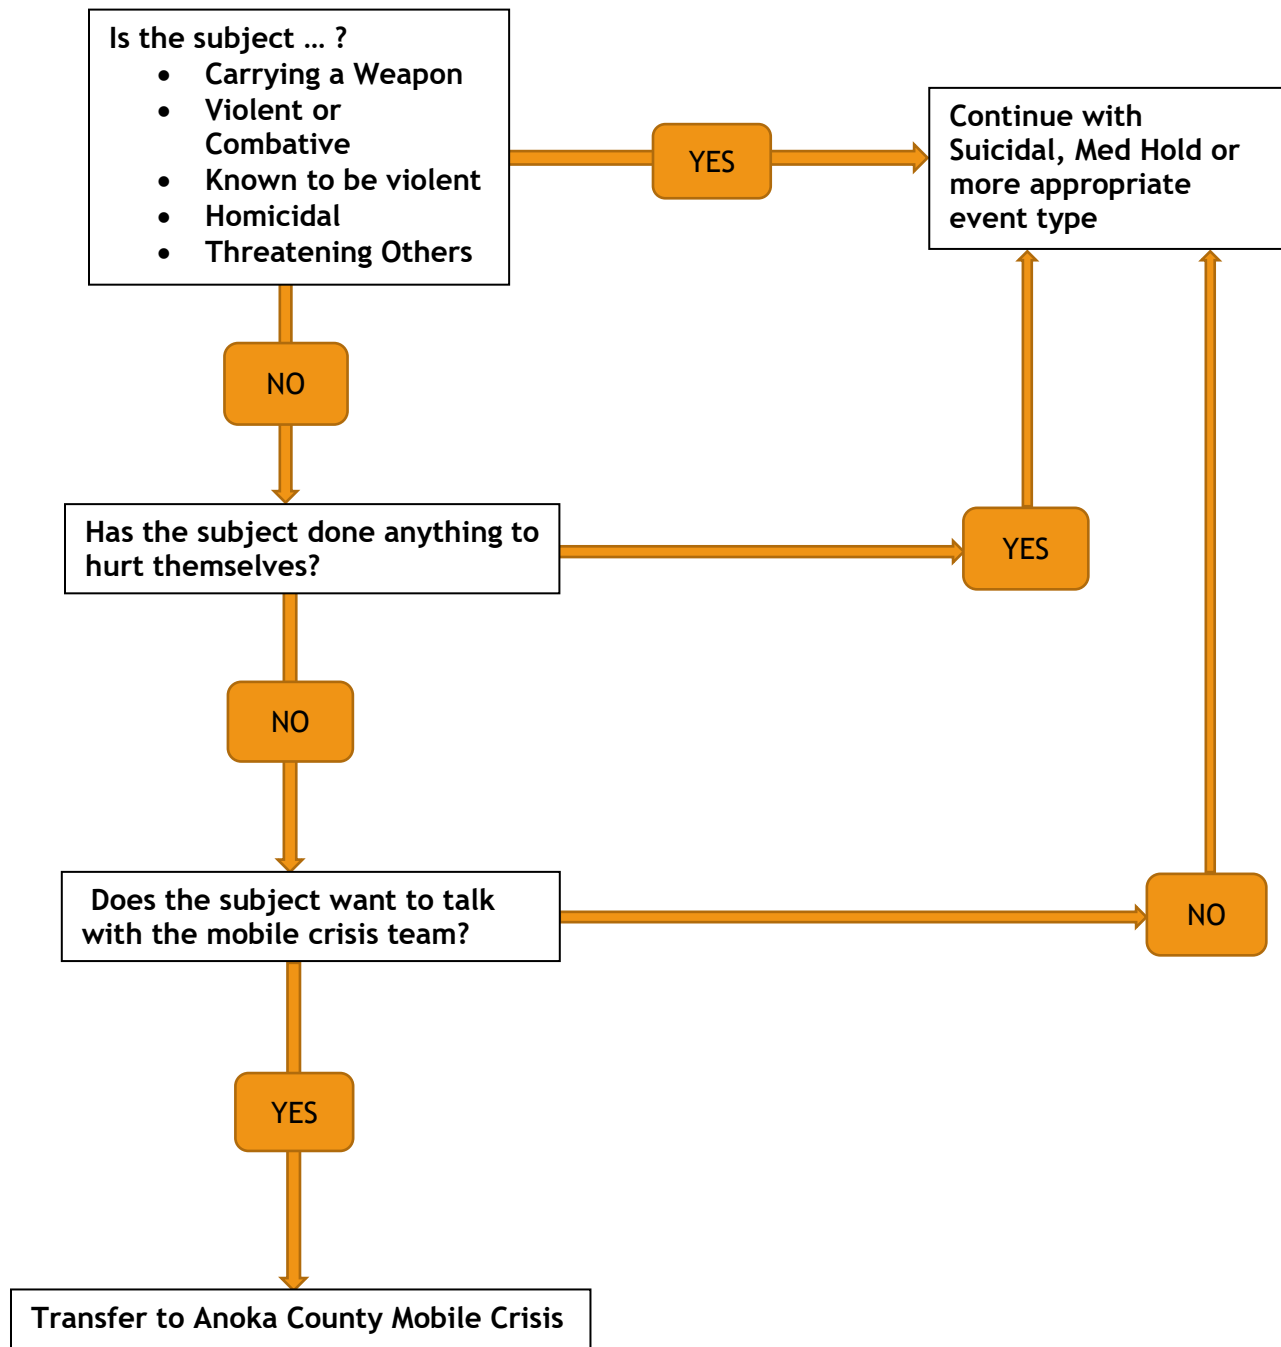 Is the subject … ?
• Carrying a Weapon
• Violent or
Combative
• Known to be violent
• Homicidal
• Threatening Others
YES
Continue with
Suicidal, Med Hold or
more appropriate
event type
NO
Has the subject done anything to
hurt themselves?
YES
NO
Does the subject want to talk
with the mobile crisis team?
NO
YES
Transfer to Anoka County Mobile Crisis